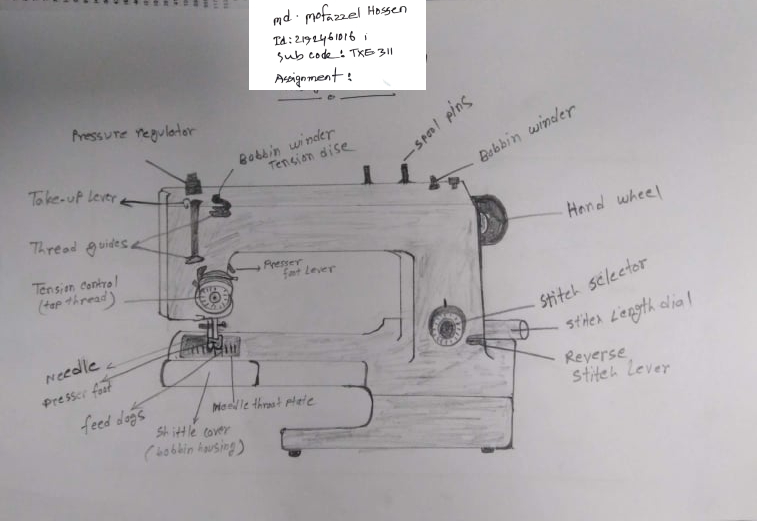 md. mofazzel Hossen
Id: 2192461016 i
Sub code: TXE 311
Assignment:
Pressure regulator
Bobbin winder
Tension disc
spool pins
Bobbin winder
Take-up Lever
Hand wheel
Thread guides
Presser
foot Lever
Tension control
(top thread)
Stitch selector
Stitch Length dial
Reverse
Stitch Lever
Needle
Presser foot
feed dogs
Needle throat plate
Shittle cover
(bobbin housing)